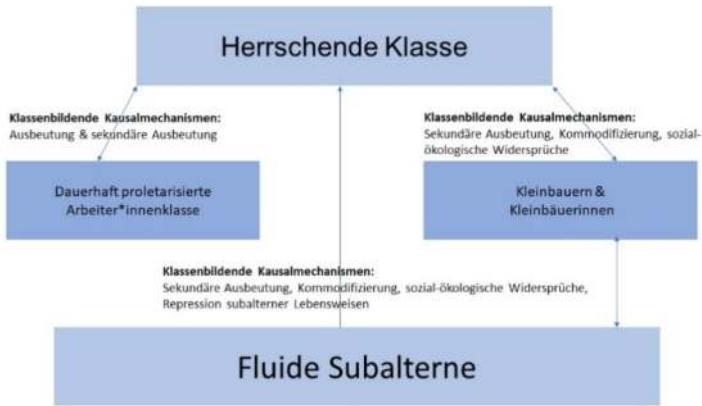 Herrschende Klasse
Klassenbildende Kausalmechanismen:
Ausbeutung & sekundäre Ausbeutung
Klassenbildende Kausalmechanismen:
Sekundäre Ausbeutung, Kommodifizierung, sozial-
ökologische Widersprüche
Dauerhaft proletarisierte
Arbeiter*innenklasse
Kleinbauern &
Kleinbäuerinnen
Klassenbildende Kausalmechanismen:
Sekundäre Ausbeutung, Kommodifizierung, sozial-ökologische Widersprüche,
Repression subalterner Lebensweisen
Fluide Subalterne